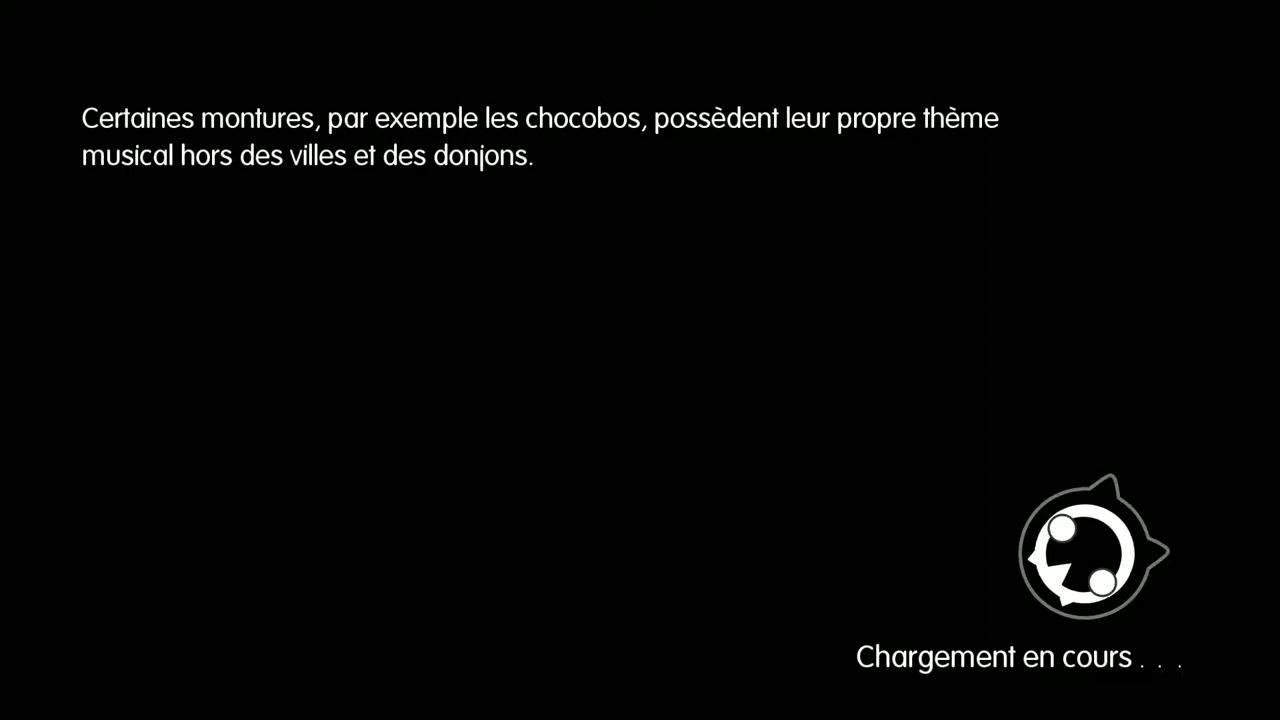 Certaines montures, par exemple les chocobos, possèdent leur propre thème
musical hors des villes et des donjons.
Chargement en cours . . .